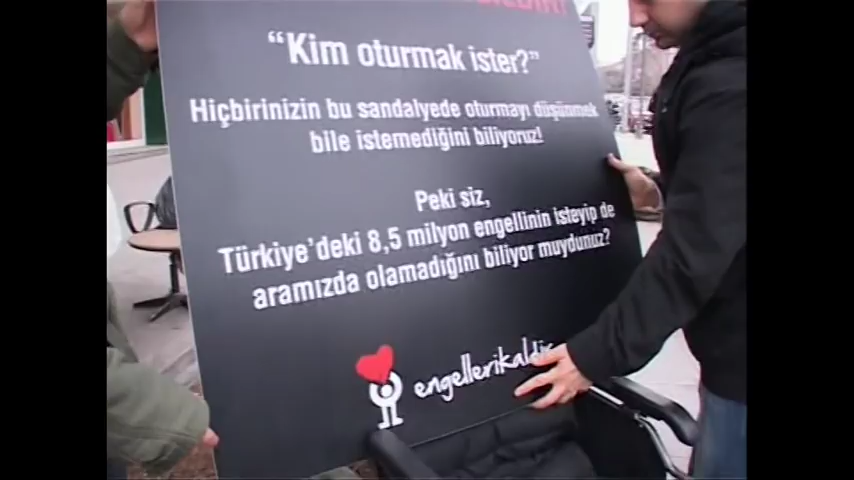 “Kim oturmak ister?”
Hiçbirinizin bu sandalyede oturmayı düşünmek
bile istemediğini biliyoruz!
Peki siz,
Türkiye’deki 8,5 milyon engellinin isteyip de
aramızda olamadığını biliyor muydunuz?
engellerikaldır